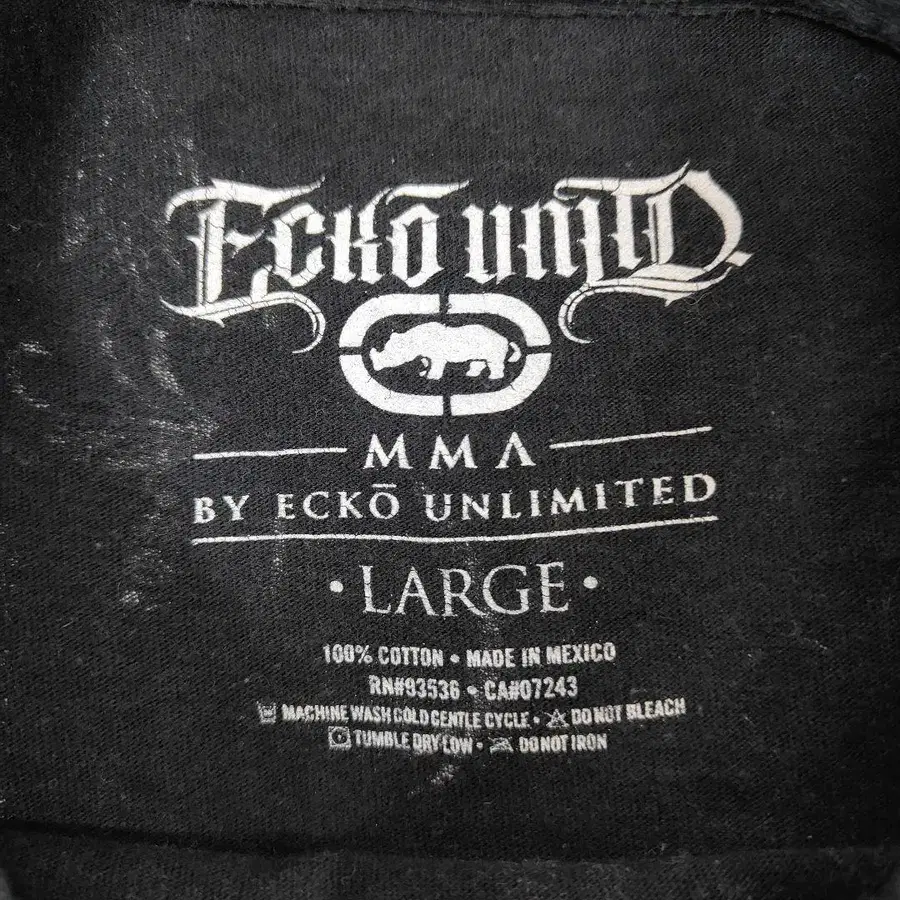 Eckō unltd.
MMA
BY ECKŌ UNLIMITED
• LARGE •
100% COTTON • MADE IN MEXICO
RN#93536 • CA#07243
MACHINE WASH COLD GENTLE CYCLE • DO NOT BLEACH
TUMBLE DRY LOW • DO NOT IRON